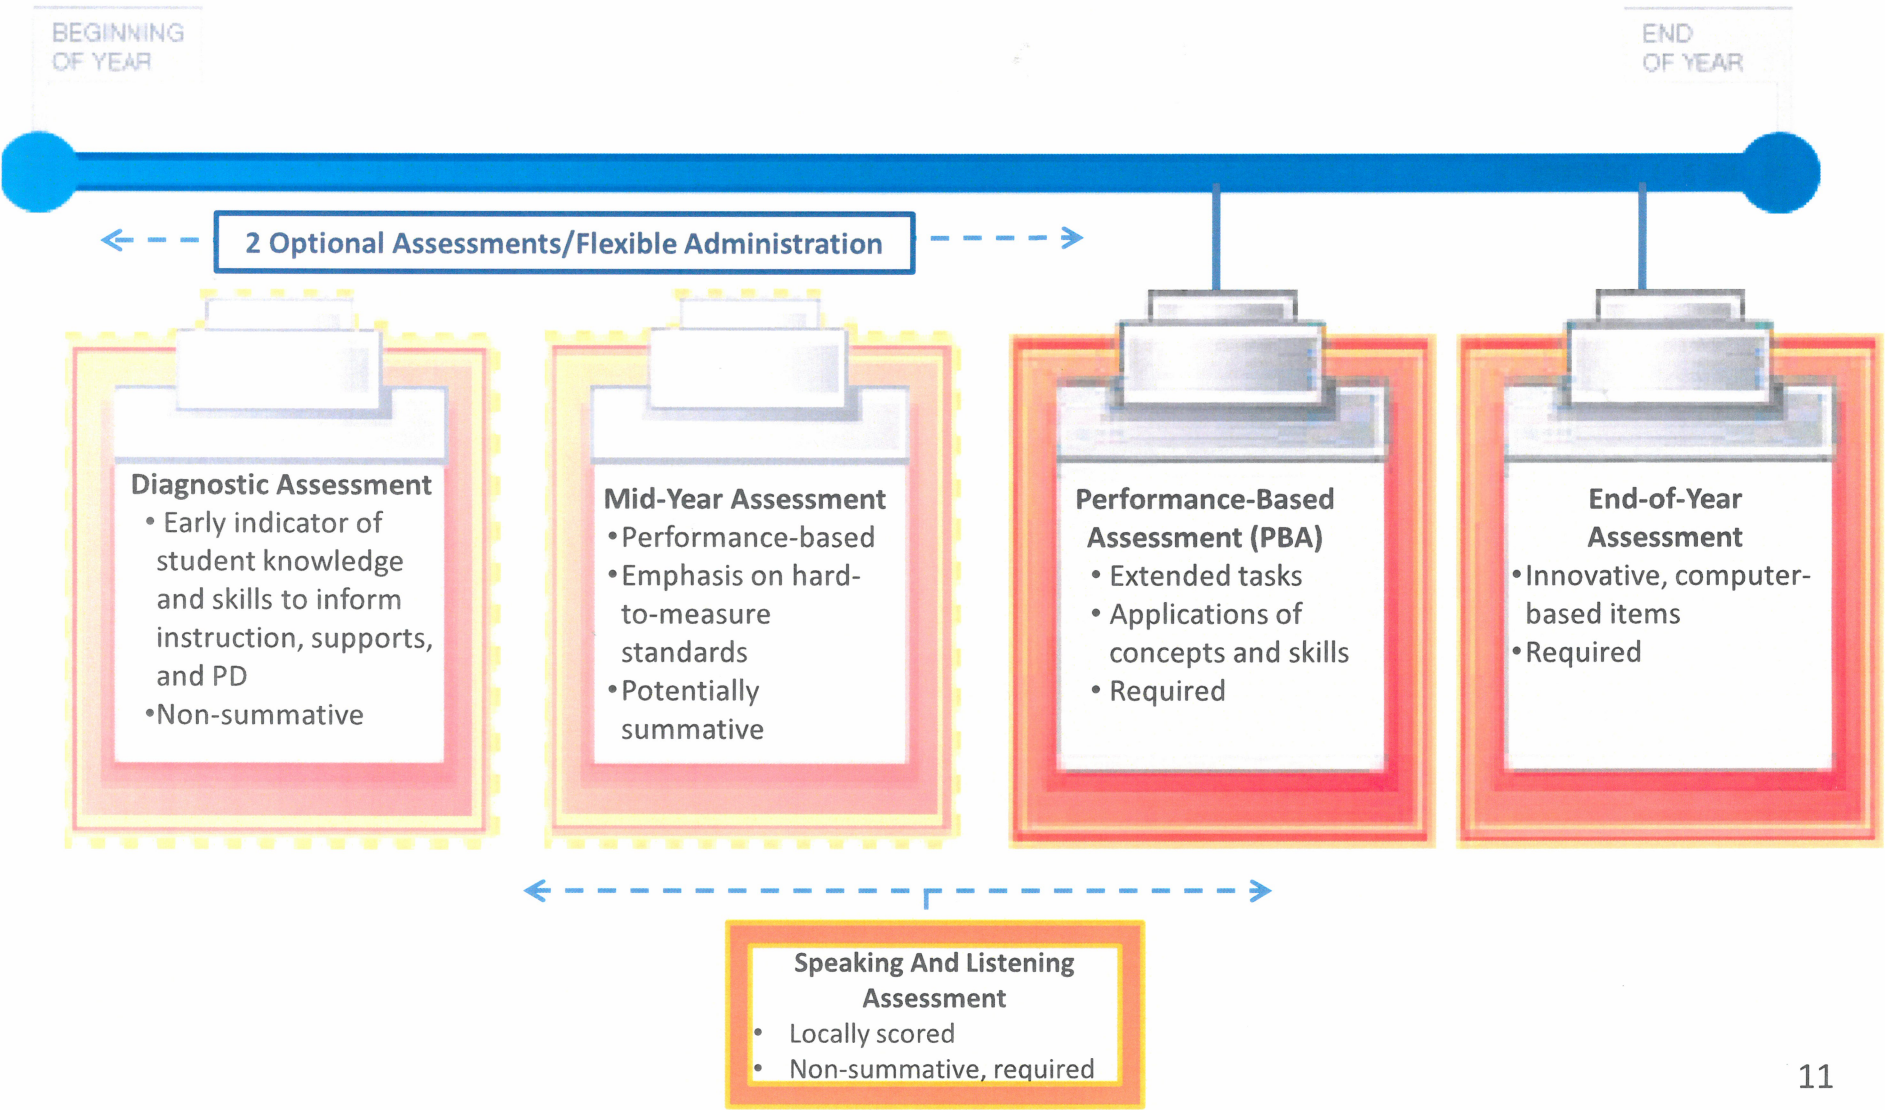 BEGINNING
OF YEAR
END
OF YEAR
2 Optional Assessments/Flexible Administration
Diagnostic Assessment
• Early indicator of
student knowledge
and skills to inform
instruction, supports,
and PD
•Non-summative
Mid-Year Assessment
•Performance-based
•Emphasis on hard-
to-measure
standards
•Potentially
summative
Performance-Based
Assessment (PBA)
• Extended tasks
• Applications of
concepts and skills
• Required
End-of-Year
Assessment
•Innovative, computer-
based items
•Required
Speaking And Listening
Assessment
• Locally scored
• Non-summative, required
11